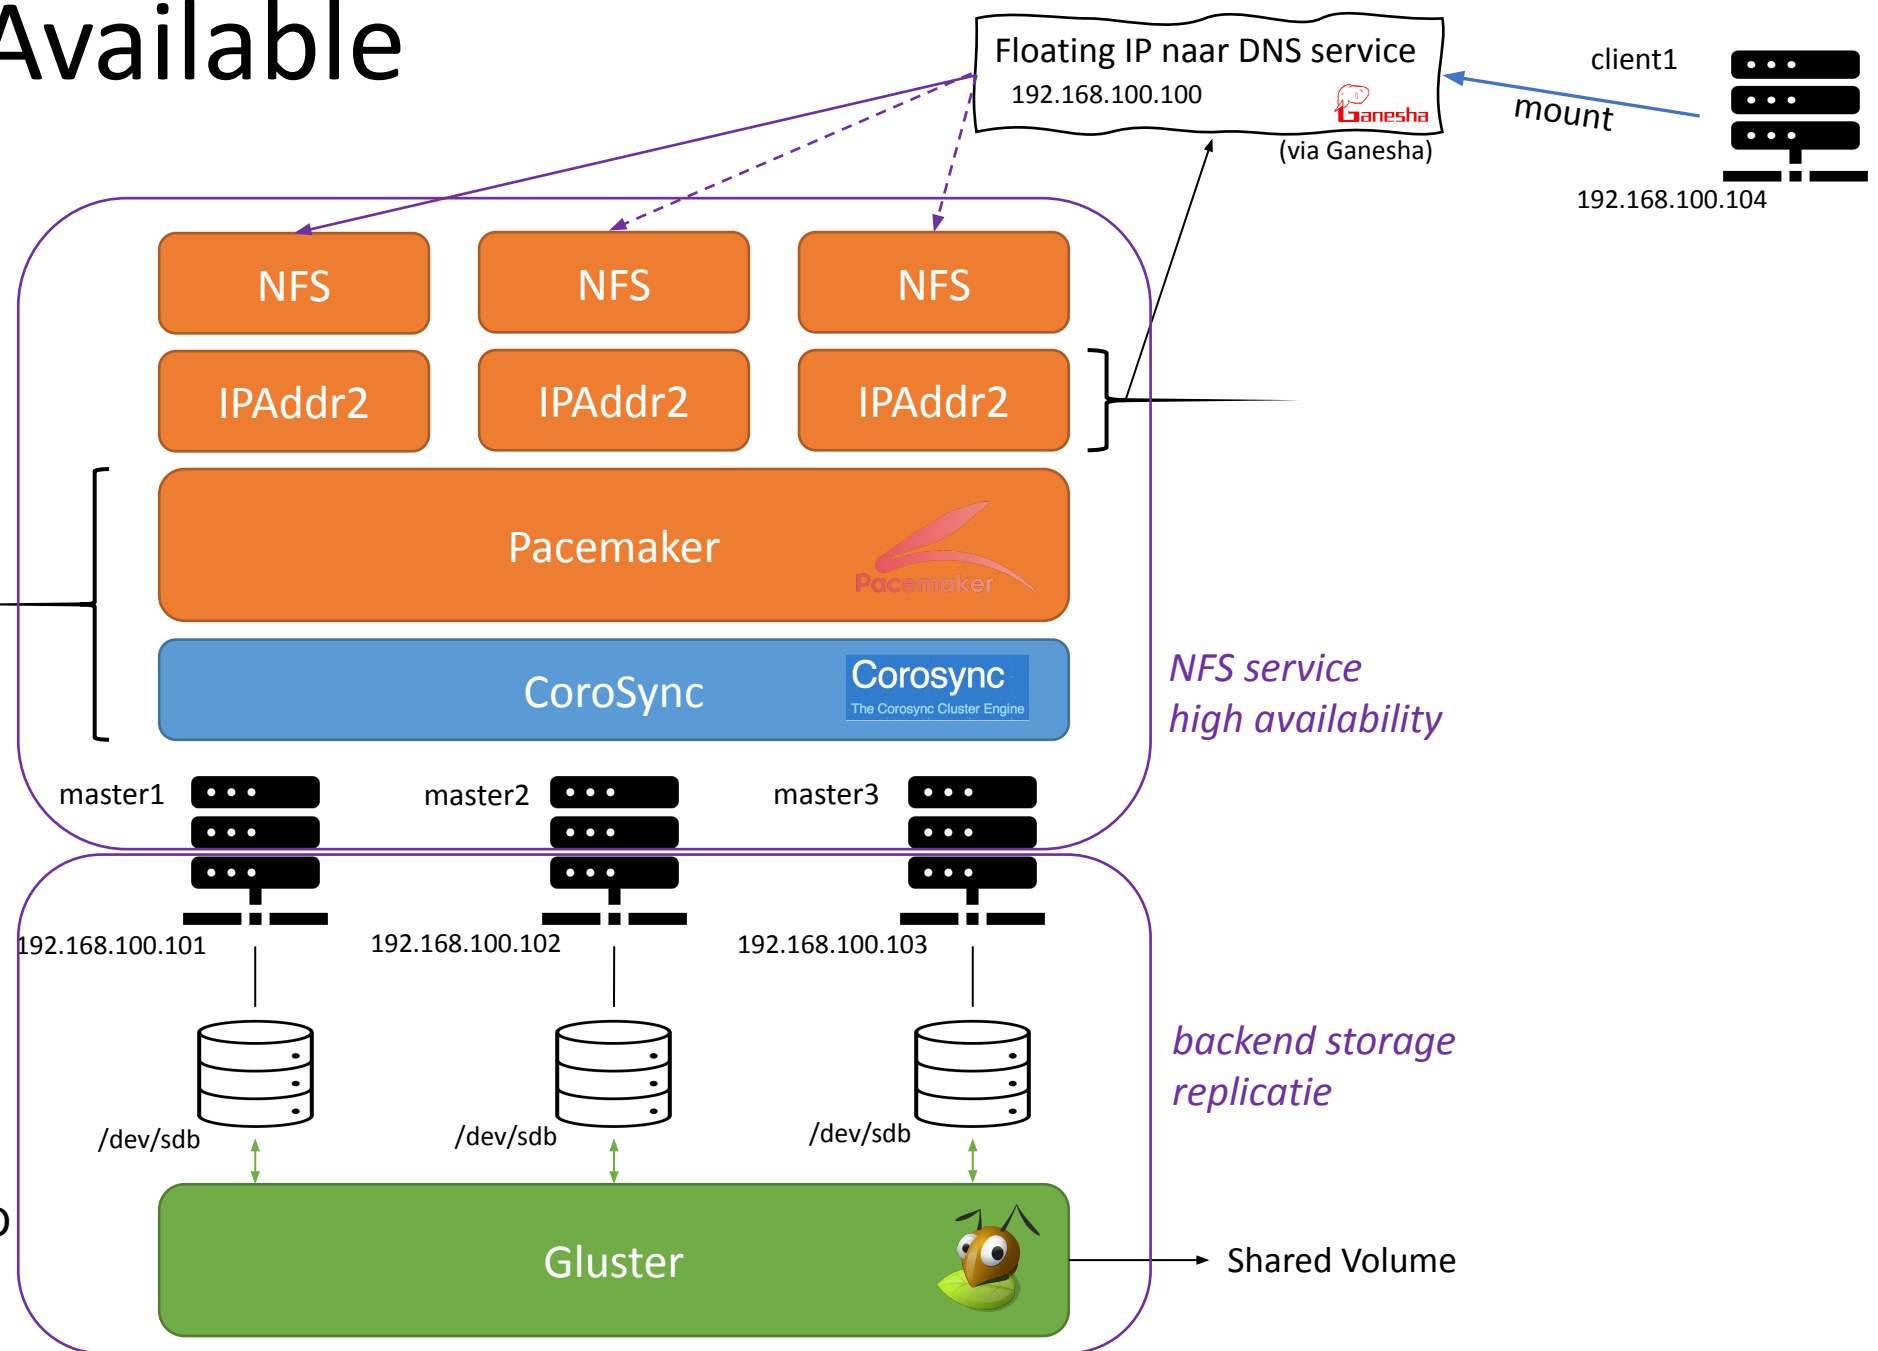 Available
Floating IP naar DNS service
192.168.100.100
Ganesha
(via Ganesha)
client1
mount
192.168.100.104
NFS
NFS
NFS
IPAddr2
IPAddr2
IPAddr2
Pacemaker
Pacemaker
CoroSync
Corosync
The Corosync Cluster Engine
NFS service
high availability
master1
master2
master3
192.168.100.101
192.168.100.102
192.168.100.103
/dev/sdb
/dev/sdb
/dev/sdb
backend storage
replicatie
Gluster
Shared Volume